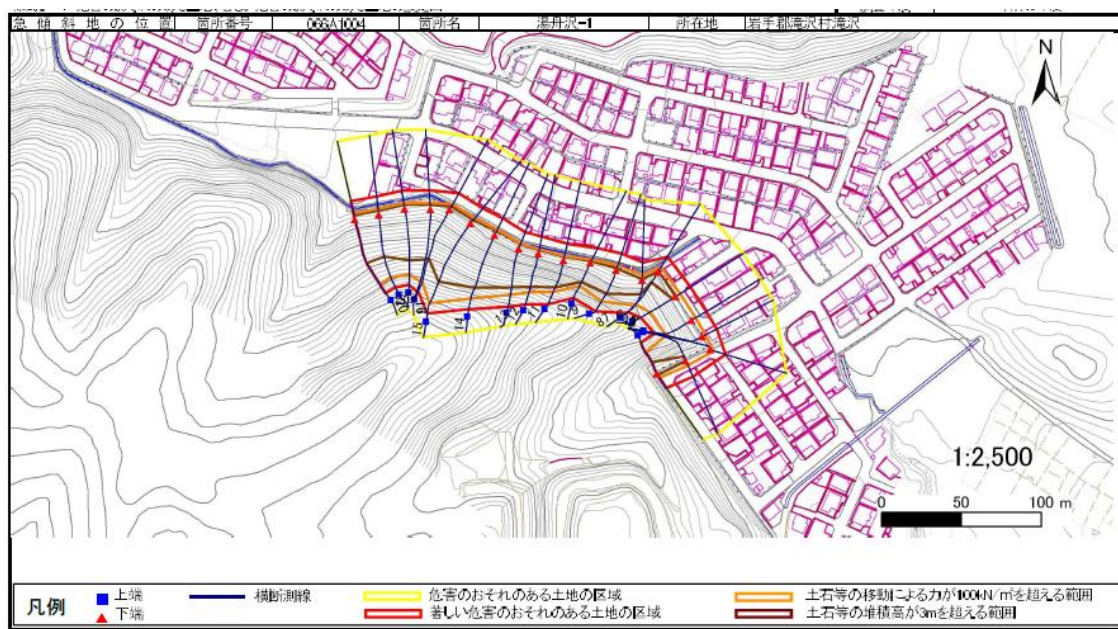 急傾斜地の位置 箇所番号 066A1004 箇所名 湯舟沢-1 所在地 岩手郡滝沢村滝沢
N
15
14
11
10
8
7
1:2,500
0 50 100 m
凡例
上端
下端
横断測線
危害のおそれのある土地の区域
著しい危害のおそれのある土地の区域
土石等の移動による力が100kN/㎡を超える範囲
土石等の堆積高が3mを超える範囲